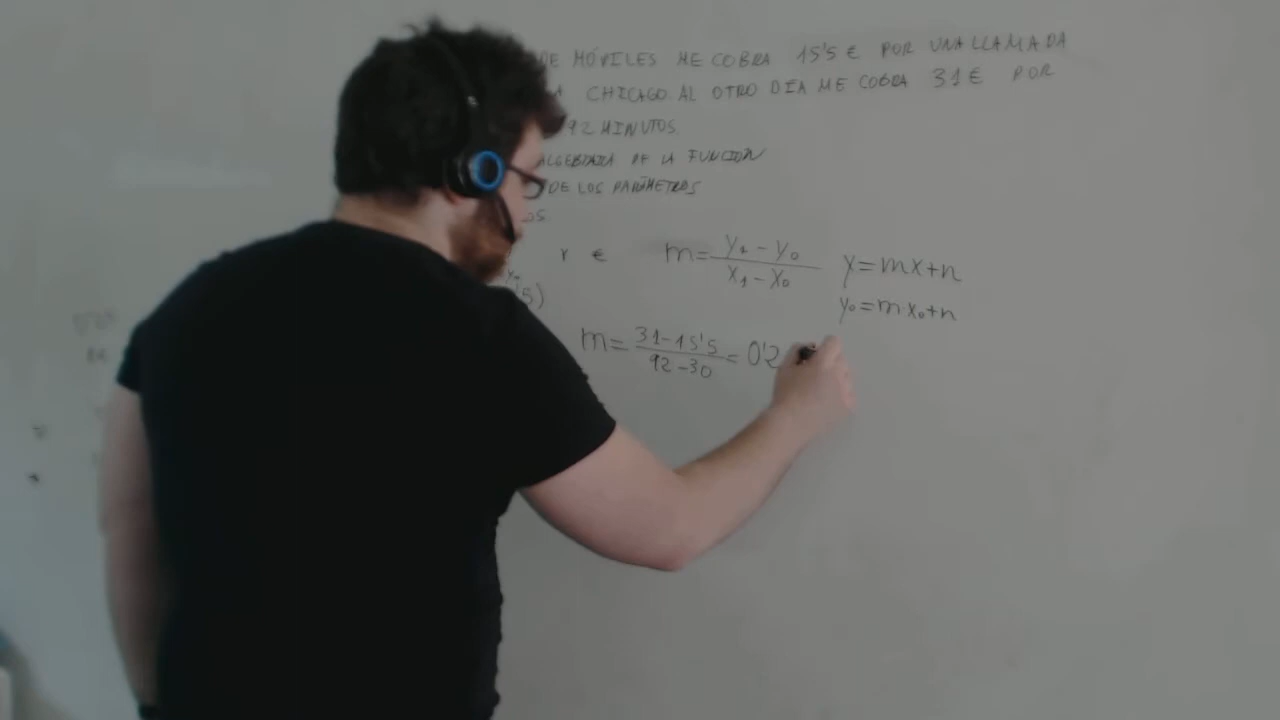 DE MÓVILES ME COBRA 15'5 € POR UNA LLAMADA
A CHICAGO. AL OTRO DÍA ME COBRA 31 € POR
92 MINUTOS.
ALGEBRAICA DE LA FUNCIÓN
DE LOS PARÁMETROS
OS
Y €
m = (y₁ - y₀) / (x₁ - x₀)
y = mx + n
y₀ = m x₀ + n
5)
m = (31 - 15'5) / (92 - 30) = 0'2